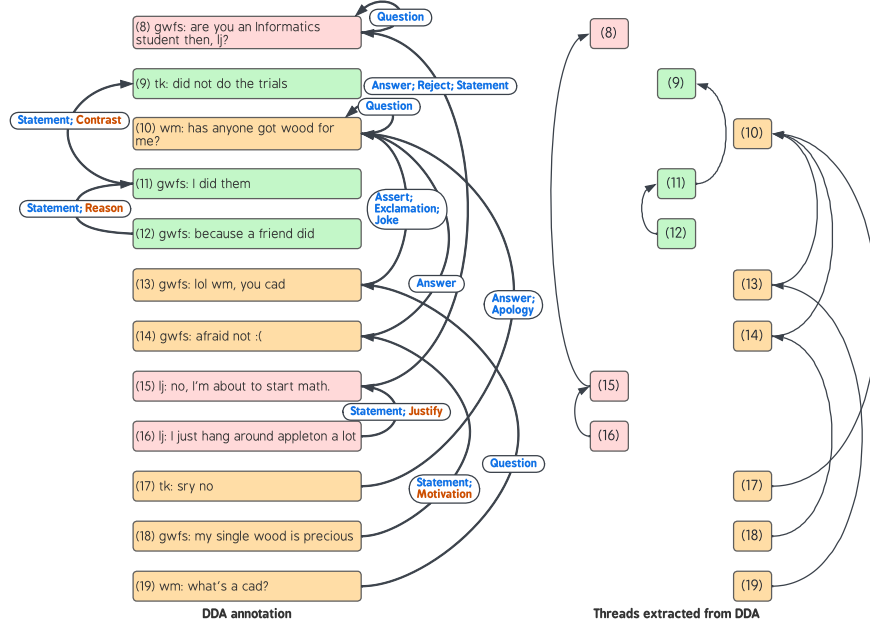 (8) gwfs: are you an Informatics
student then, lj?
Question
(8)
(9) tk: did not do the trials
Answer; Reject; Statement
(9)
Question
Statement; Contrast
(10) wm: has anyone got wood for
me?
(10)
(11) gwfs: I did them
(11)
Assert;
Exclamation;
Joke
Statement; Reason
(12) gwfs: because a friend did
(12)
(13) gwfs: lol wm, you cad
Answer
(13)
Answer;
Apology
(14) gwfs: afraid not :(
(14)
(15) lj: no, I'm about to start math.
(15)
Statement; Justify
(16) lj: I just hang around appleton a lot
(16)
Question
(17) tk: sry no
Statement;
Motivation
(17)
(18) gwfs: my single wood is precious
(18)
(19) wm: what's a cad?
(19)
DDA annotation
Threads extracted from DDA